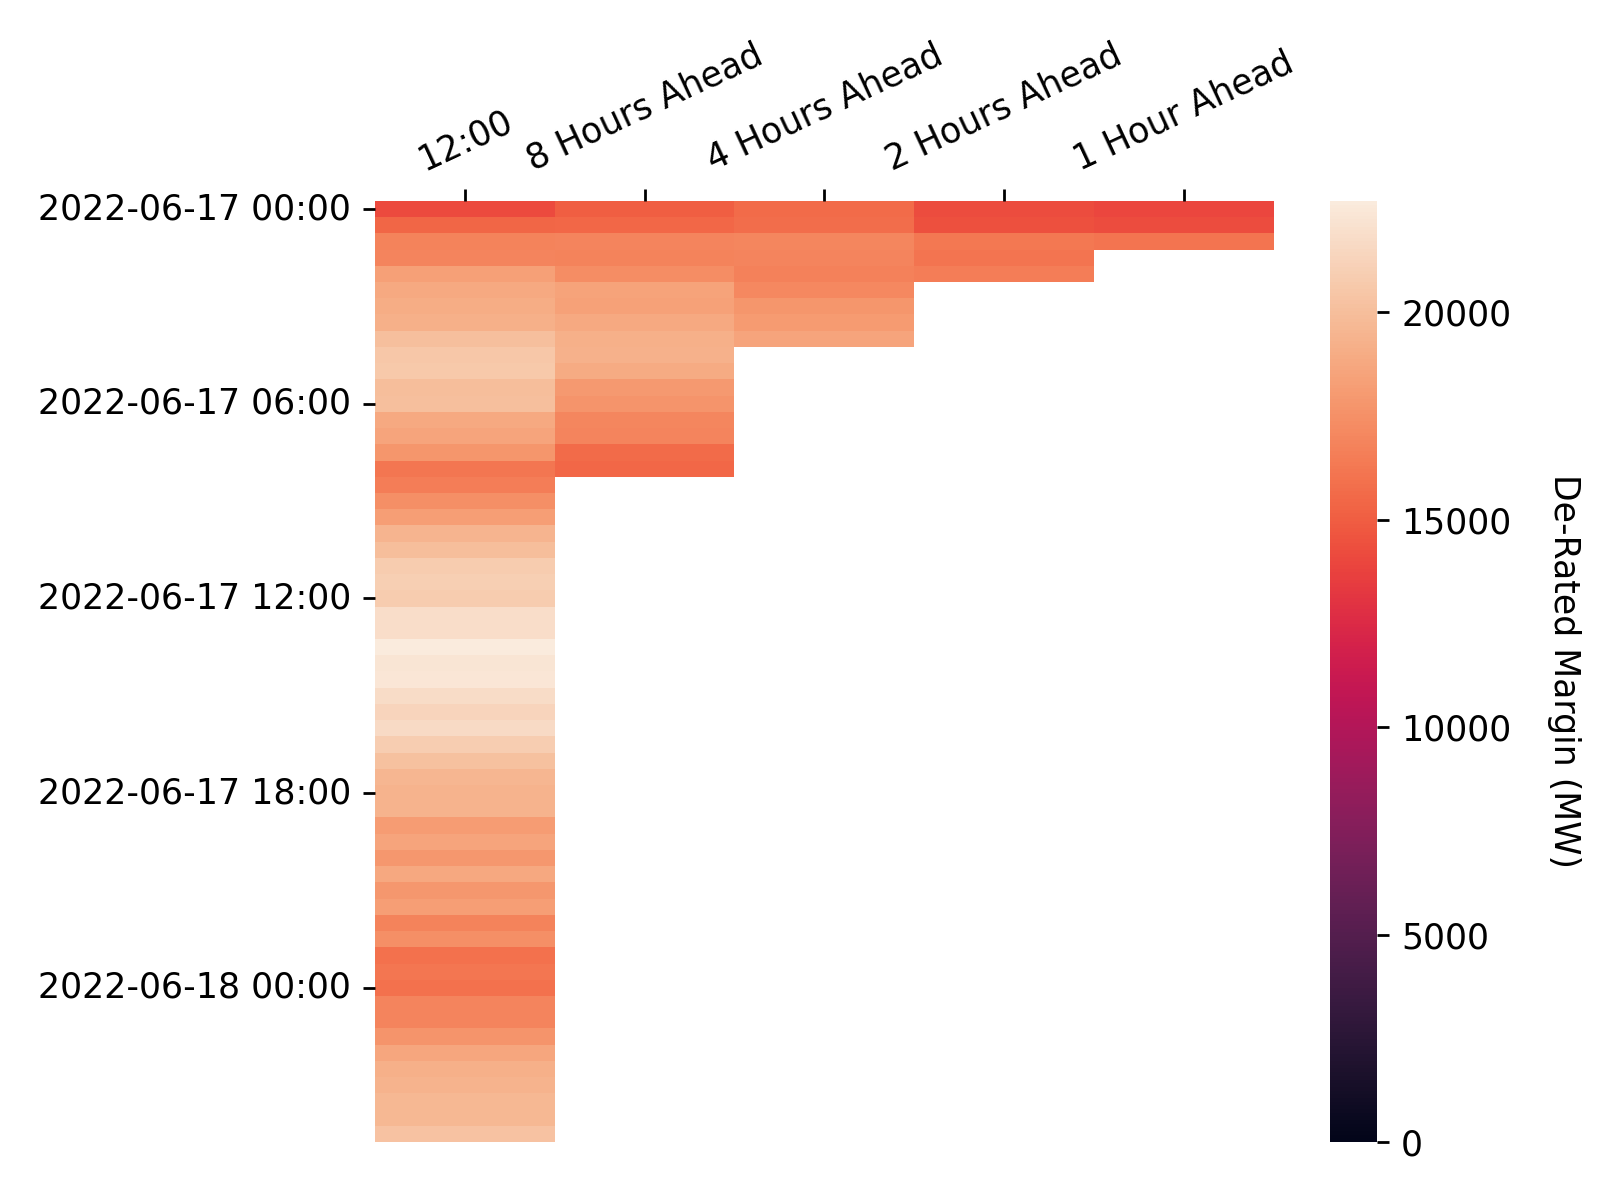 12:00
8 Hours Ahead
4 Hours Ahead
2 Hours Ahead
1 Hour Ahead
2022-06-17 00:00
2022-06-17 06:00
2022-06-17 12:00
2022-06-17 18:00
2022-06-18 00:00
20000
15000
10000
5000
0
De-Rated Margin (MW)